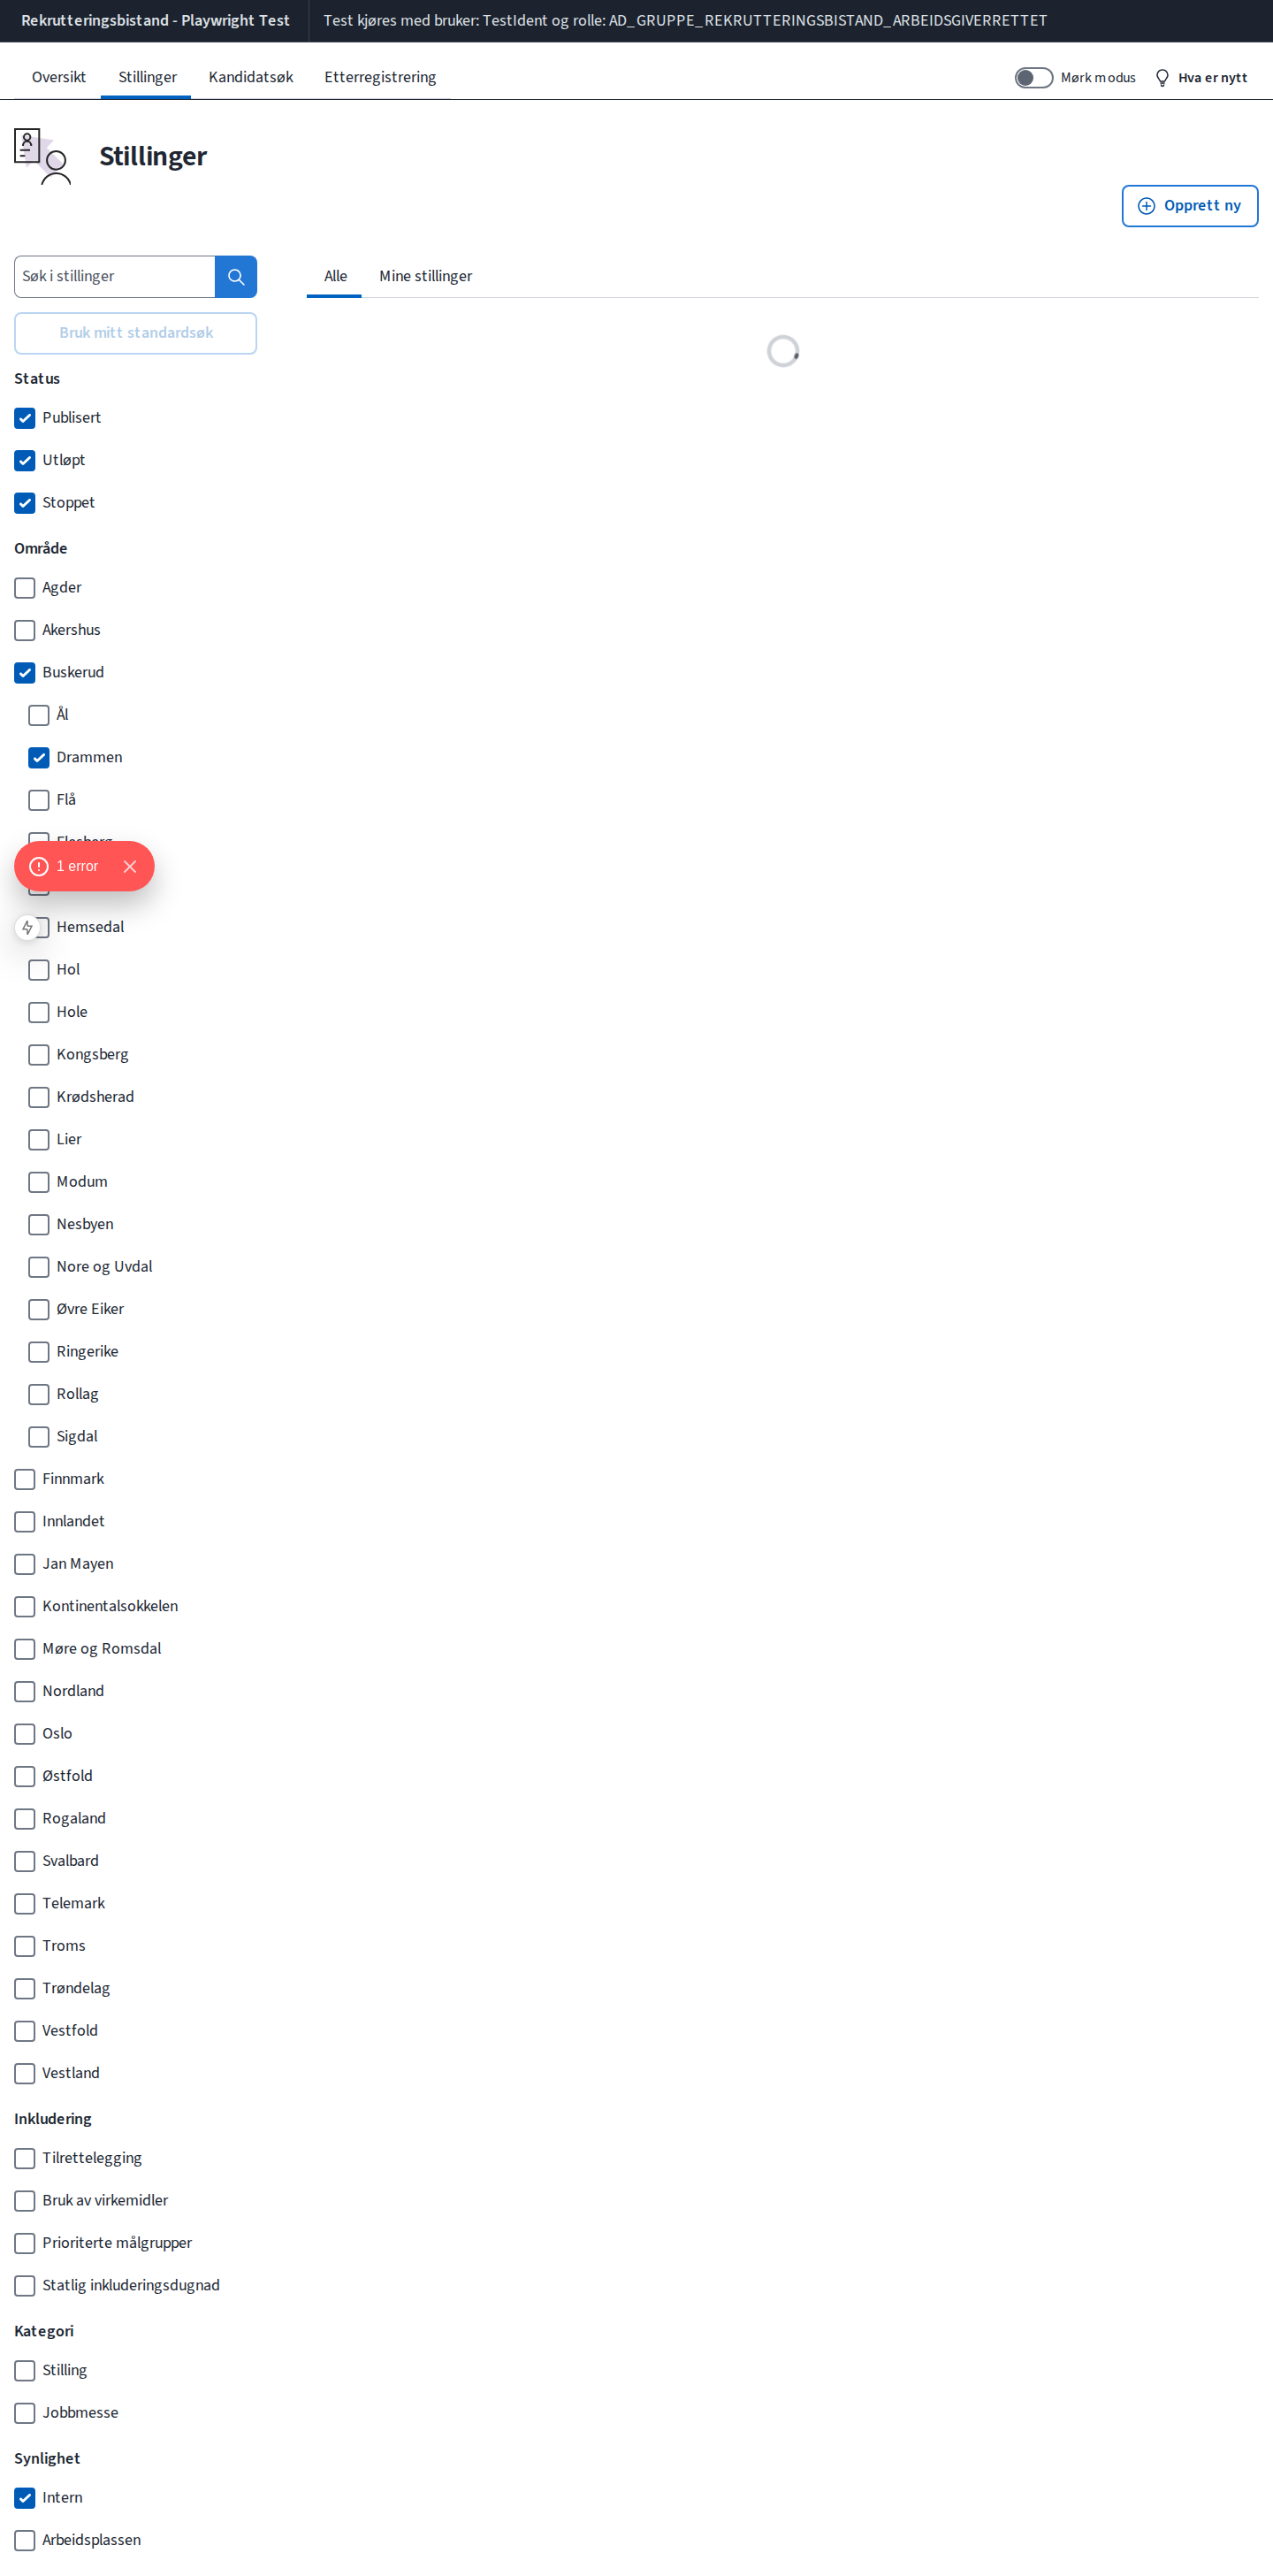 Rekrutteringsbistand - Playwright Test
Test kjøres med bruker: TestIdent og rolle: AD_GRUPPE_REKRUTTERINGSBISTAND_ARBEIDSGIVERRETTET
Oversikt
Stillinger
Kandidatsøk
Etterregistrering
Mørk modus
Hva er nytt
Stillinger
Opprett ny
Søk i stillinger
Alle
Mine stillinger
Bruk mitt standardsøk
Status
Publisert
Utløpt
Stoppet
Område
Agder
Akershus
Buskerud
Ål
Drammen
Flå
1 error
Hemsedal
Hol
Hole
Kongsberg
Krødsherad
Lier
Modum
Nesbyen
Nore og Uvdal
Øvre Eiker
Ringerike
Rollag
Sigdal
Finnmark
Innlandet
Jan Mayen
Kontinentalsokkelen
Møre og Romsdal
Nordland
Oslo
Østfold
Rogaland
Svalbard
Telemark
Troms
Trøndelag
Vestfold
Vestland
Inkludering
Tilrettelegging
Bruk av virkemidler
Prioriterte målgrupper
Statlig inkluderingsdugnad
Kategori
Stilling
Jobbmesse
Synlighet
Intern
Arbeidsplassen